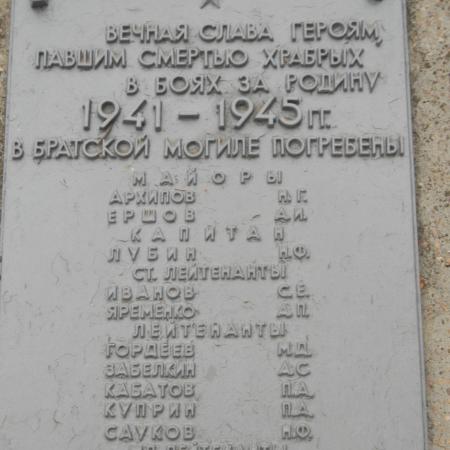 ВЕЧНАЯ СЛАВА ГЕРОЯМ,
ПАВШИМ СМЕРТЬЮ ХРАБРЫХ
В БОЯХ ЗА РОДИНУ
1941 – 1945 ГГ.
В БРАТСКОЙ МОГИЛЕ ПОГРЕБЕНЫ
МАЙОРЫ
АРХИПОВ Н.Г.
ЕРШОВ Д.И.
КАПИТАН
ЛУБИН Н.Ф.
СТ. ЛЕЙТЕНАНТЫ
ИВАНОВ С.Е.
ЯРЕМЕНКО Д.П.
ЛЕЙТЕНАНТЫ
ГОРДЕЕВ М.Д.
ЗАБЕЛКИН А.С
КАБАТОВ П.А.
КУПРИН П.А.
САУКОВ Н.Ф.
ЛЕЙТЕНАНТЫ